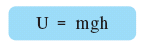 U = mgh